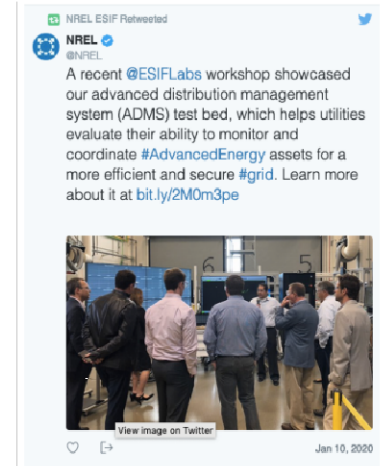 NREL ESIF Retweeted
NREL
@NREL
A recent @ESIFLabs workshop showcased
our advanced distribution management
system (ADMS) test bed, which helps utilities
evaluate their ability to monitor and
coordinate #AdvancedEnergy assets for a
more efficient and secure #grid. Learn more
about it at bit.ly/2M0m3pe
6
5
View image on Twitter
Jan 10, 2020